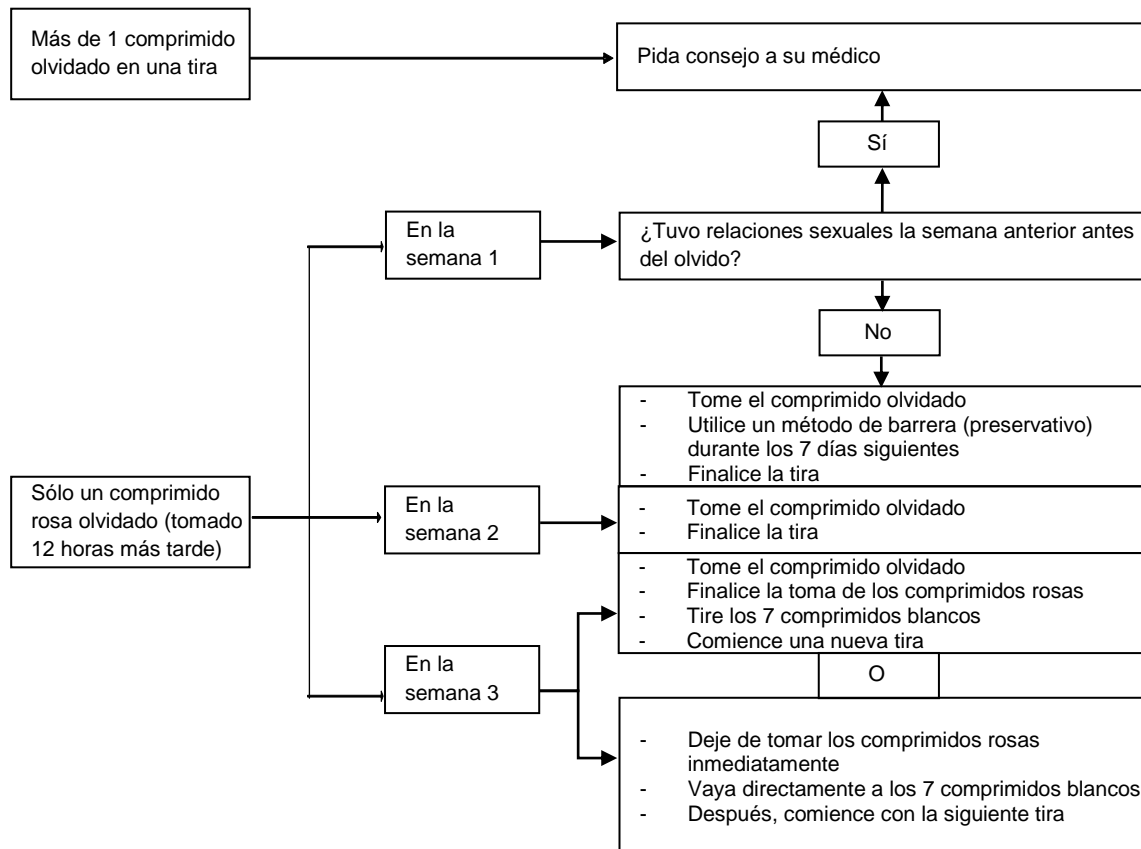 Más de 1 comprimido
olvidado en una tira
Pida consejo a su médico
Sí
En la
semana 1
¿Tuvo relaciones sexuales la semana anterior antes
del olvido?
No
- Tome el comprimido olvidado
- Utilice un método de barrera (preservativo)
durante los 7 días siguientes
- Finalice la tira
Sólo un comprimido
rosa olvidado (tomado
12 horas más tarde)
En la
semana 2
- Tome el comprimido olvidado
- Finalice la tira
- Tome el comprimido olvidado
- Finalice la toma de los comprimidos rosas
- Tire los 7 comprimidos blancos
- Comience una nueva tira
En la
semana 3
O
- Deje de tomar los comprimidos rosas
inmediatamente
- Vaya directamente a los 7 comprimidos blancos
- Después, comience con la siguiente tira